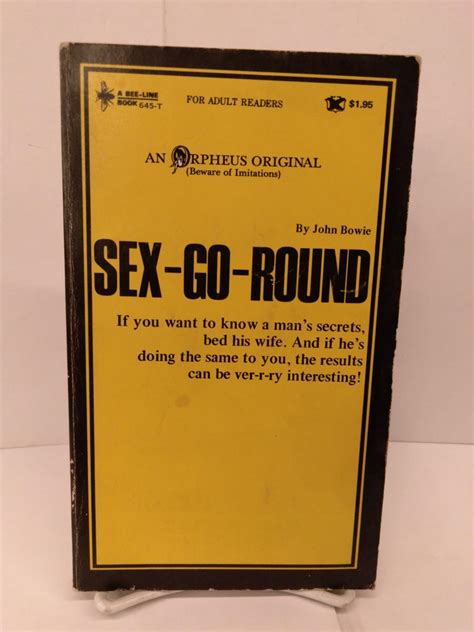 A BEE-LINE
BOOK 645-T
FOR ADULT READERS
$1.95
AN ORPHEUS ORIGINAL
(Beware of Imitations)
By John Bowie
SEX-GO-ROUND
If you want to know a man's secrets,
bed his wife. And if he's
doing the same to you, the results
can be ver-r-ry interesting!